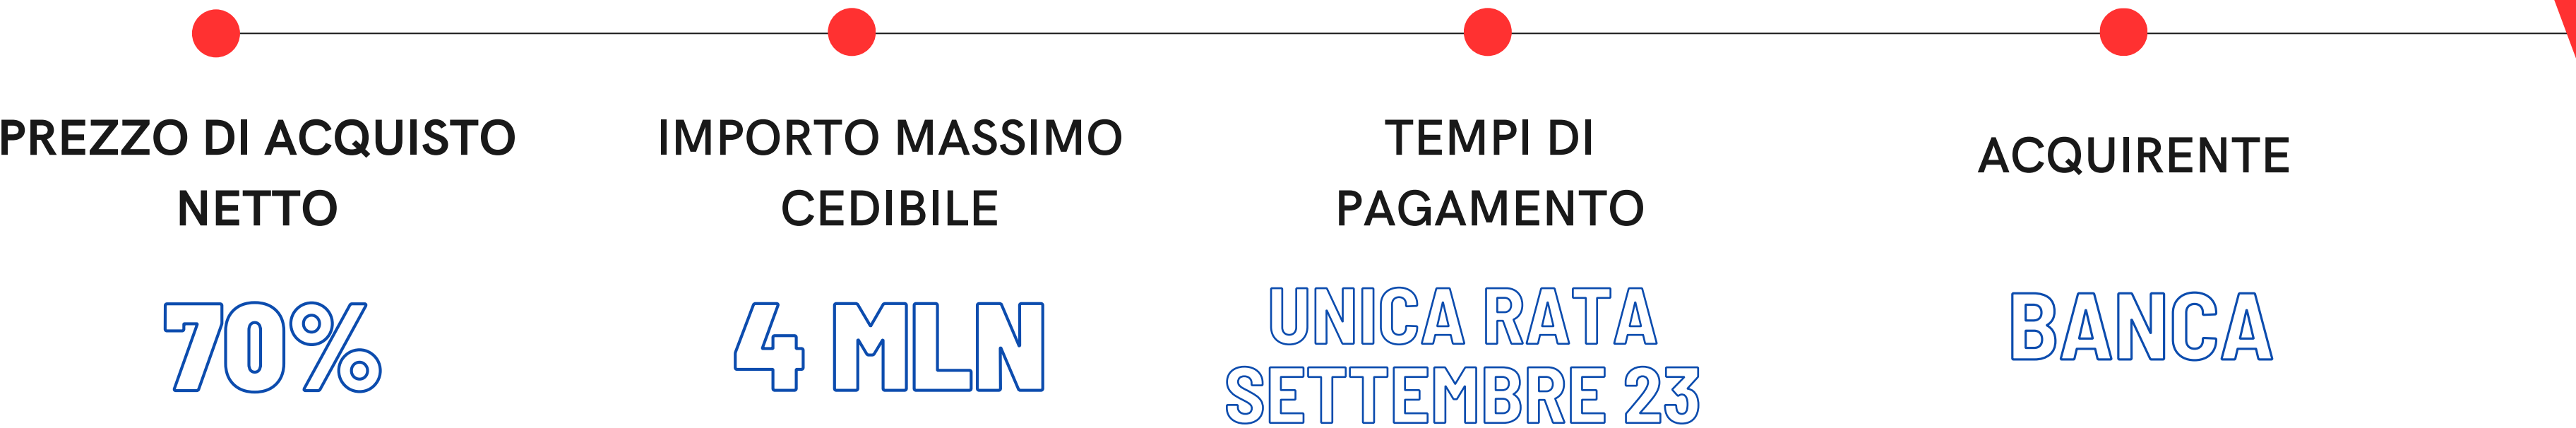 PREZZO DI ACQUISTO
NETTO
70%
IMPORTO MASSIMO
CEDIBILE
4 MLN
TEMPI DI
PAGAMENTO
UNICA RATA
SETTEMBRE 23
ACQUIRENTE
BANCA